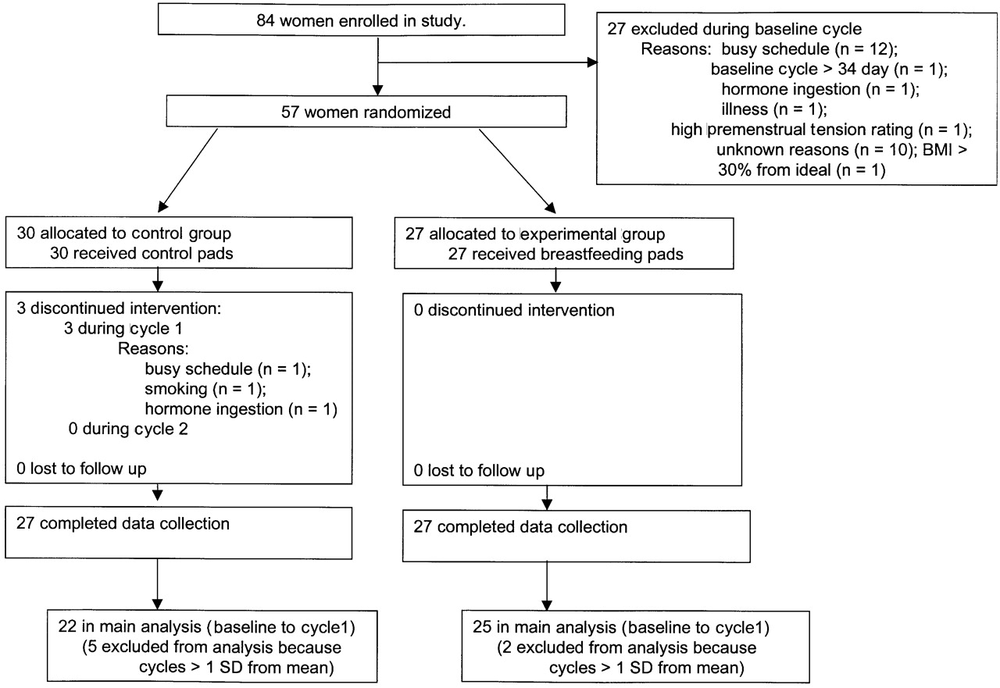 84 women enrolled in study.
27 excluded during baseline cycle
Reasons: busy schedule (n = 12);
baseline cycle > 34 day (n = 1);
hormone ingestion (n = 1);
illness (n = 1);
high premenstrual tension rating (n = 1);
unknown reasons (n = 10); BMI >
30% from ideal (n = 1)
57 women randomized
30 allocated to control group
30 received control pads
27 allocated to experimental group
27 received breastfeeding pads
3 discontinued intervention:
3 during cycle 1
Reasons:
busy schedule (n = 1);
smoking (n = 1);
hormone ingestion (n = 1)
0 during cycle 2
0 lost to follow up
0 discontinued intervention
0 lost to follow up
27 completed data collection
27 completed data collection
22 in main analysis (baseline to cycle1)
(5 excluded from analysis because
cycles > 1 SD from mean)
25 in main analysis (baseline to cycle1)
(2 excluded from analysis because
cycles > 1 SD from mean)